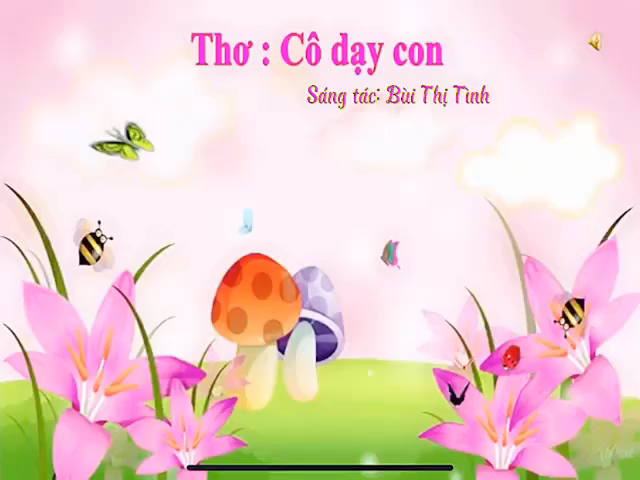 Thơ : Cô dạy con
Sáng tác: Bùi Thị Tình